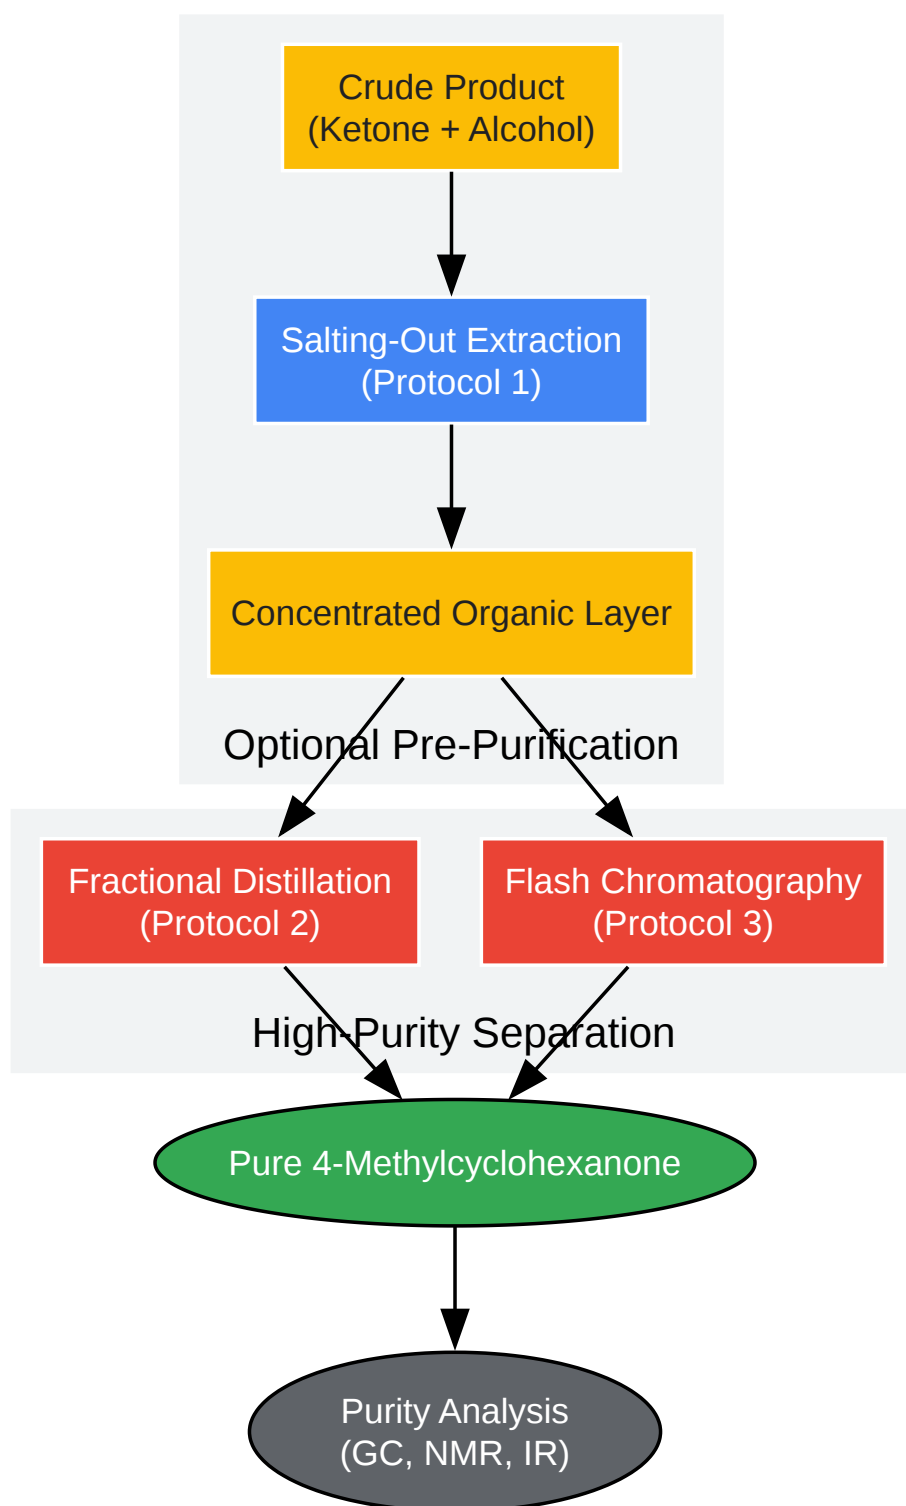 Crude Product
(Ketone + Alcohol)
Salting-Out Extraction
(Protocol 1)
Concentrated Organic Layer
Optional Pre-Purification
Fractional Distillation
(Protocol 2)
Flash Chromatography
(Protocol 3)
High-Purity Separation
Pure 4-Methylcyclohexanone
Purity Analysis
(GC, NMR, IR)